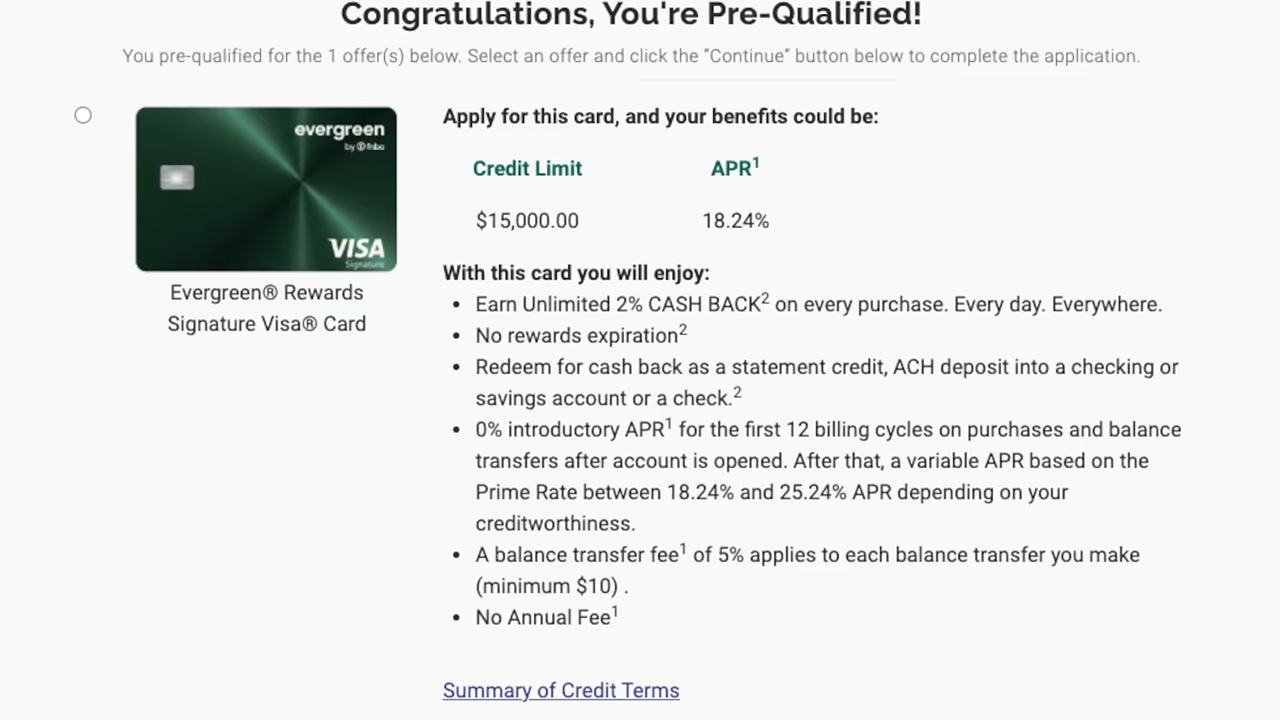 Congratulations, You're Pre-Qualified!
You pre-qualified for the 1 offer(s) below. Select an offer and click the “Continue” button below to complete the application.
evergreen
by fnbo
VISA
Signature
Evergreen® Rewards
Signature Visa® Card
Apply for this card, and your benefits could be:
Credit Limit APR¹
$15,000.00 18.24%
With this card you will enjoy:
• Earn Unlimited 2% CASH BACK² on every purchase. Every day. Everywhere.
• No rewards expiration²
• Redeem for cash back as a statement credit, ACH deposit into a checking or
savings account or a check.²
• 0% introductory APR¹ for the first 12 billing cycles on purchases and balance
transfers after account is opened. After that, a variable APR based on the
Prime Rate between 18.24% and 25.24% APR depending on your
creditworthiness.
• A balance transfer fee¹ of 5% applies to each balance transfer you make
(minimum $10) .
• No Annual Fee¹
Summary of Credit Terms